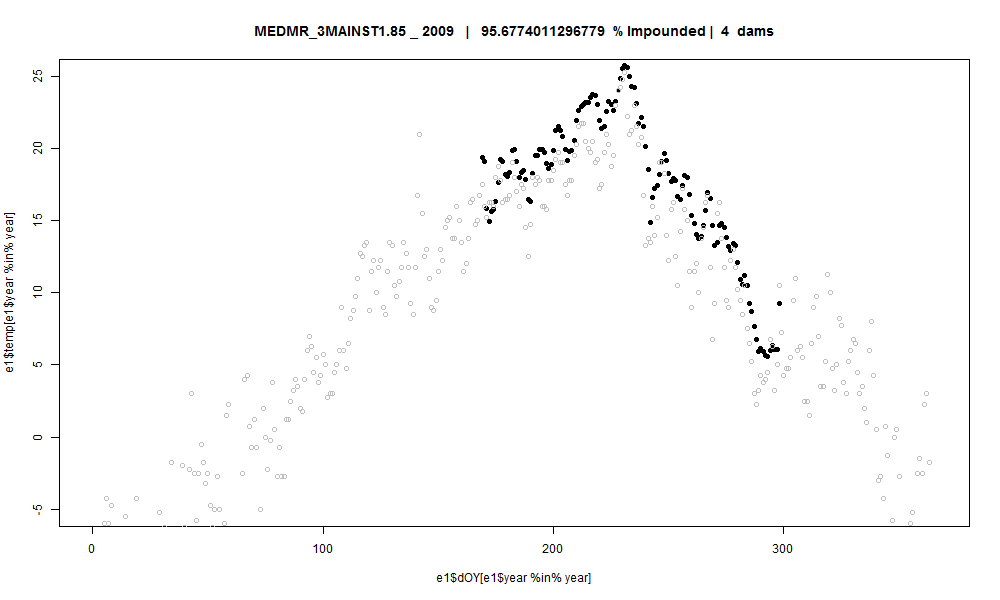 MEDMR_3MAINST1.85 _ 2009 | 95.6774011296779 % Impounded | 4 dams
e1$temp[e1$year %in% year]
25
20
15
10
5
0
-5
0 100 200 300
e1$dOY[e1$year %in% year]